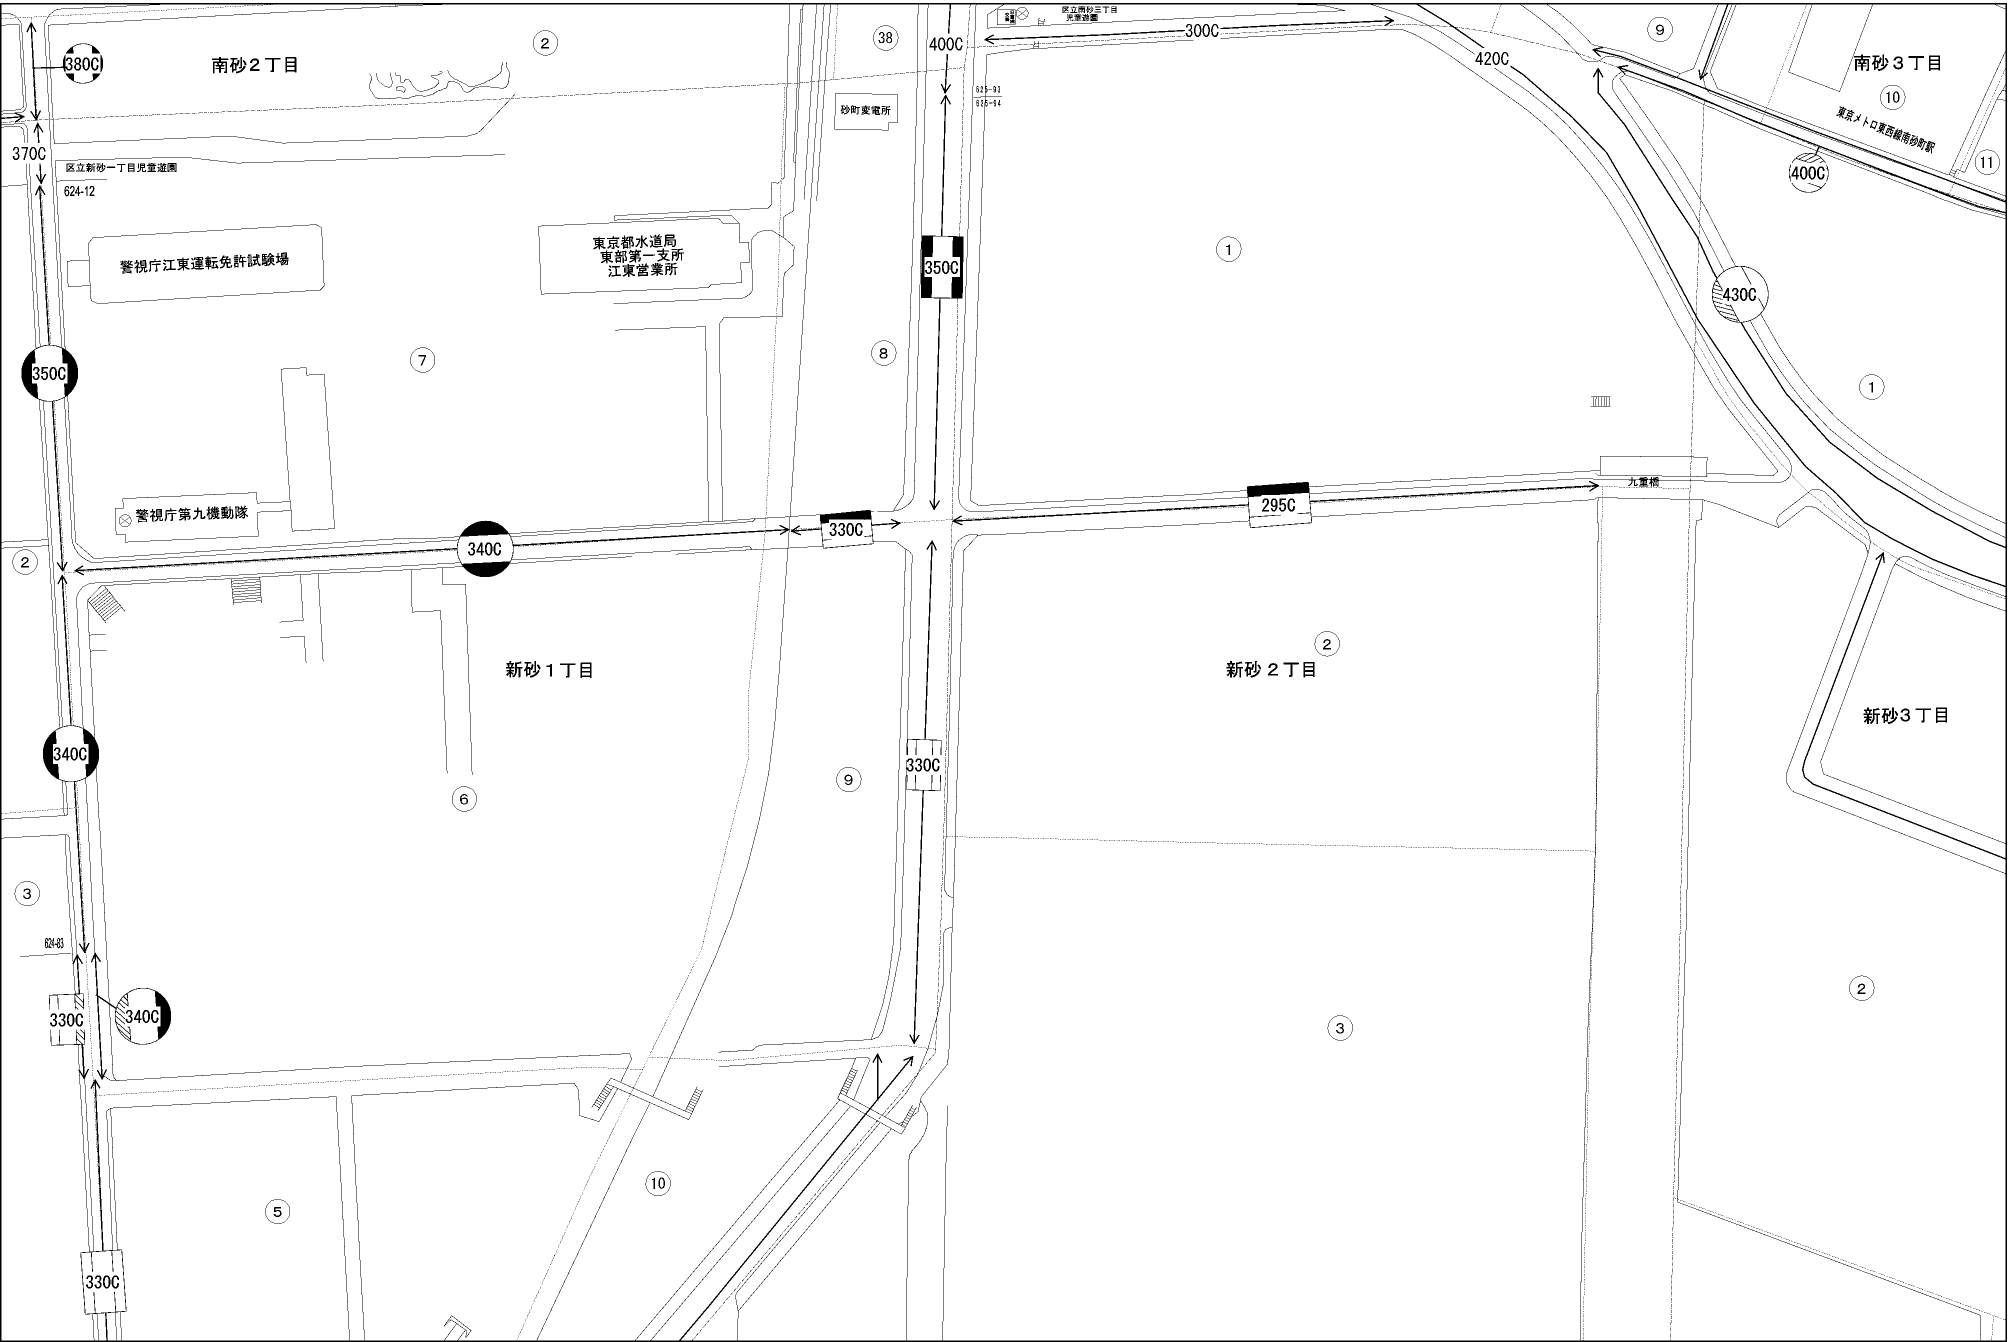 区立南砂三丁目
児童遊園
38
400C
300C
9
2
380C
南砂２丁目
420C
南砂３丁目
10
625-93
625-94
砂町変電所
東京メトロ東西線南砂町駅
370C
区立新砂一丁目児童遊園
624-12
11
400C
東京都水道局
東部第一支所
江東営業所
警視庁江東運転免許試験場
350C
1
430C
7
8
350C
1
九重橋
295C
警視庁第九機動隊
330C
340C
2
2
新砂１丁目
新砂２丁目
新砂３丁目
340C
330C
9
6
3
624-83
2
330C
340C
3
10
5
330C